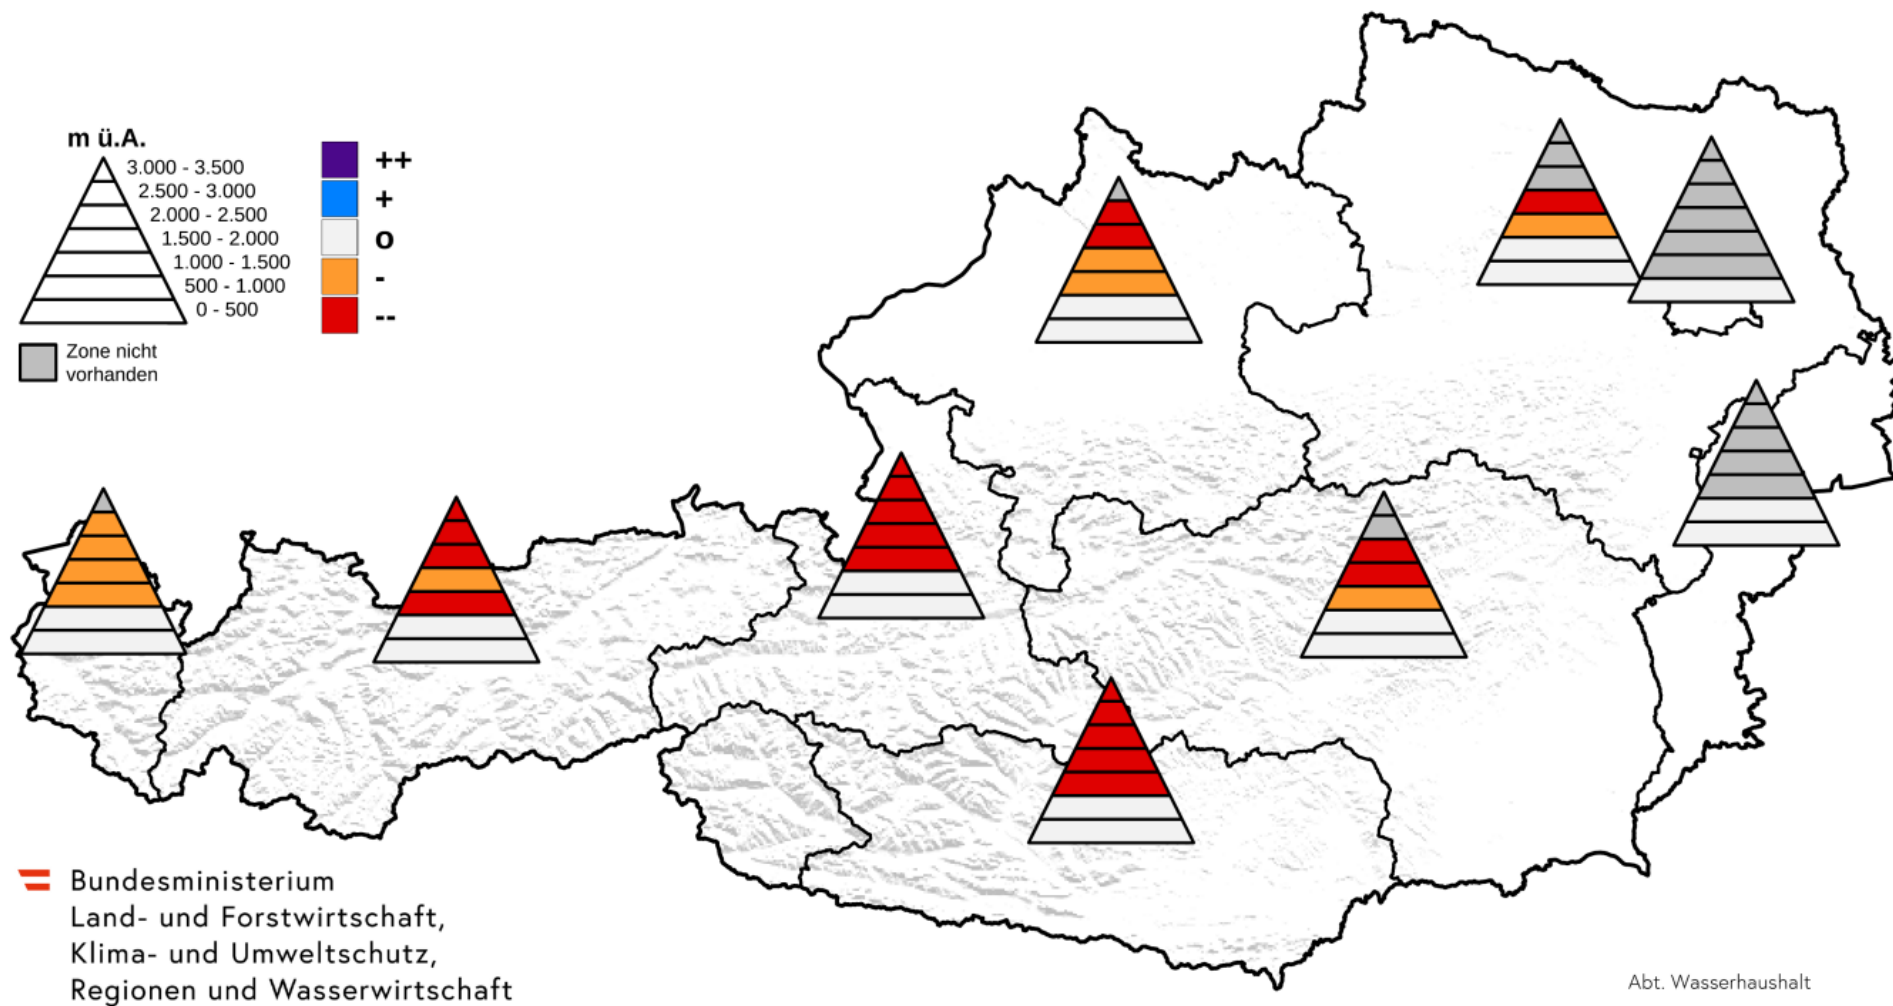 m ü.A.
3.000 - 3.500
2.500 - 3.000
2.000 - 2.500
1.500 - 2.000
1.000 - 1.500
500 - 1.000
0 - 500
++
+
o
-
--
Zone nicht
vorhanden
Bundesministerium
Land- und Forstwirtschaft,
Klima- und Umweltschutz,
Regionen und Wasserwirtschaft
Abt. Wasserhaushalt